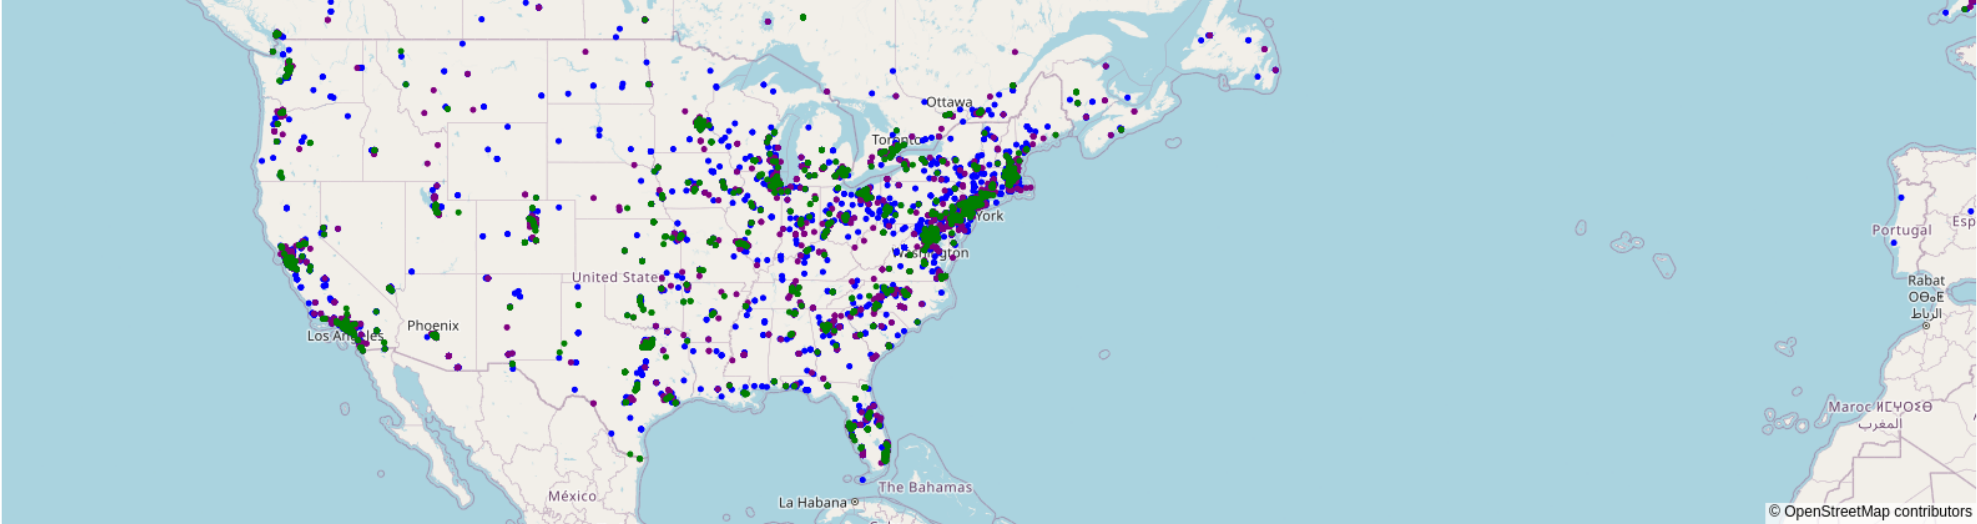 Ottawa
Toronto
York
Washington
United State
Phoenix
Los Angeles
México
La Habana
The Bahamas
Portugal
Esp
Rabat
ⵔⴱⴰⵟ
الرباط
Maroc ⵍⵎⵖⵔⵉⴱ
المغرب
© OpenStreetMap contributors